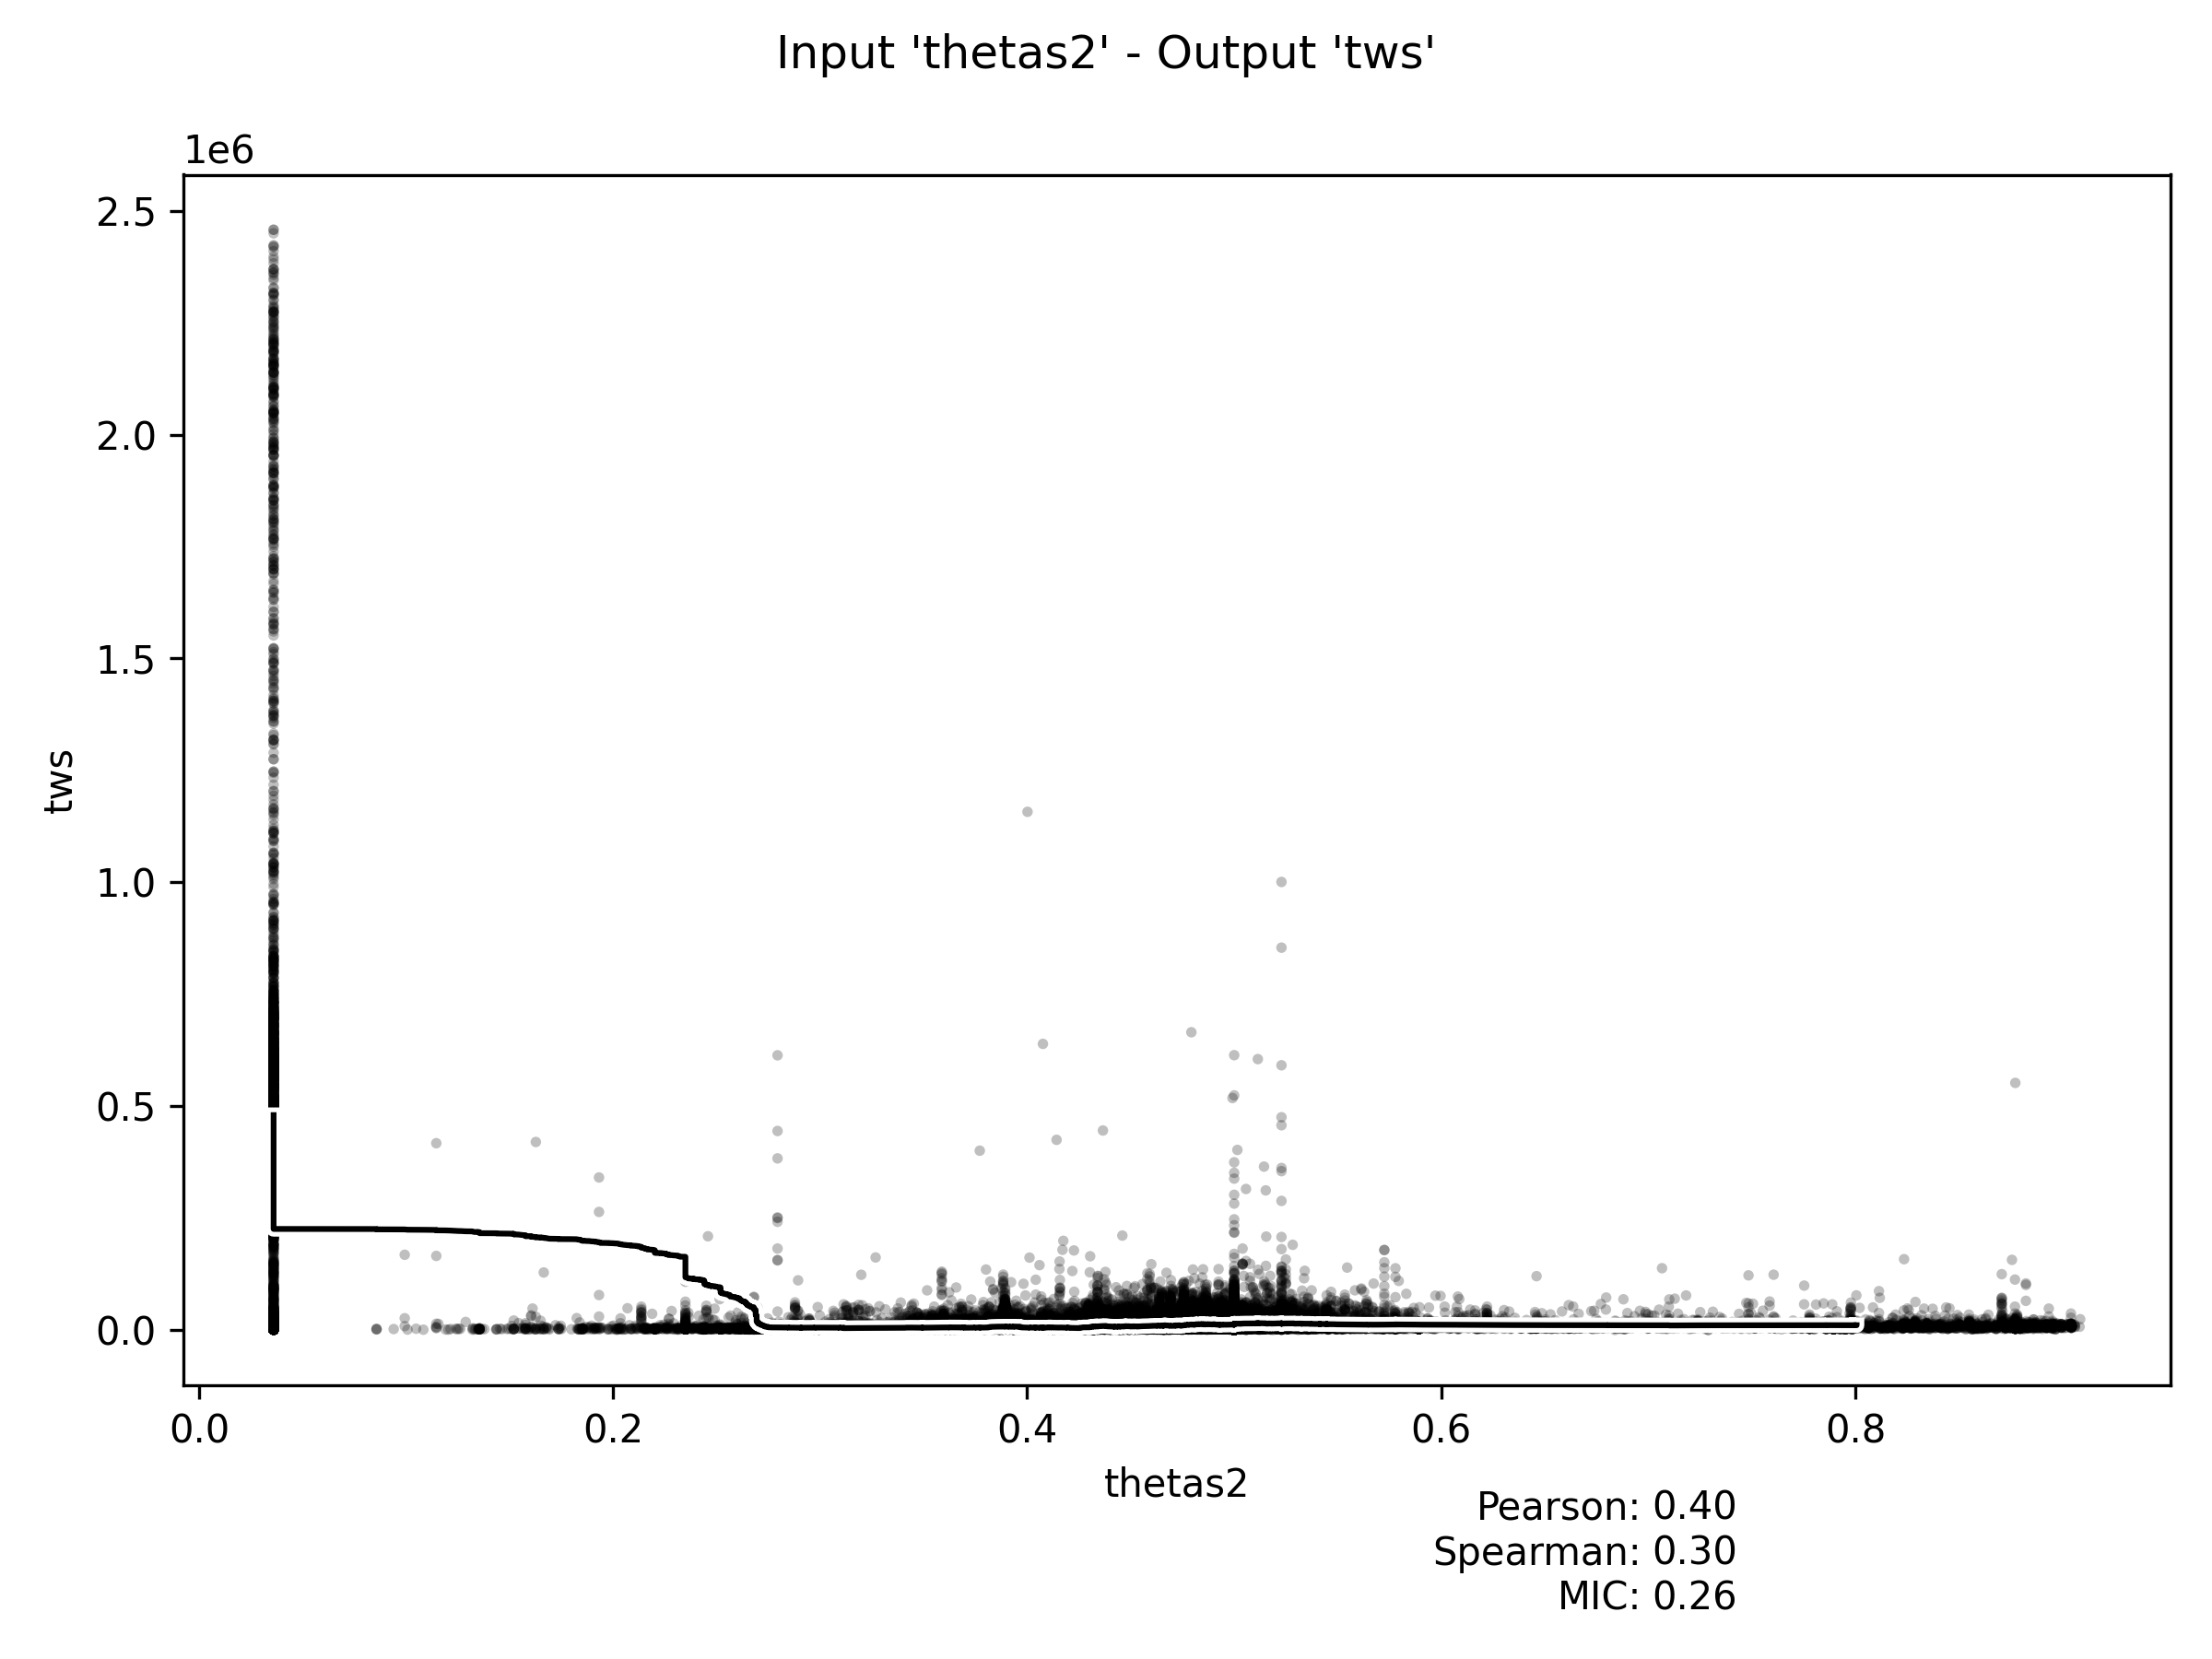 Input 'thetas2' - Output 'tws'
1e6
2.5
2.0
1.5
1.0
0.5
0.0
tws
0.0 0.2 0.4 0.6 0.8
thetas2
Pearson: 0.40
Spearman: 0.30
MIC: 0.26